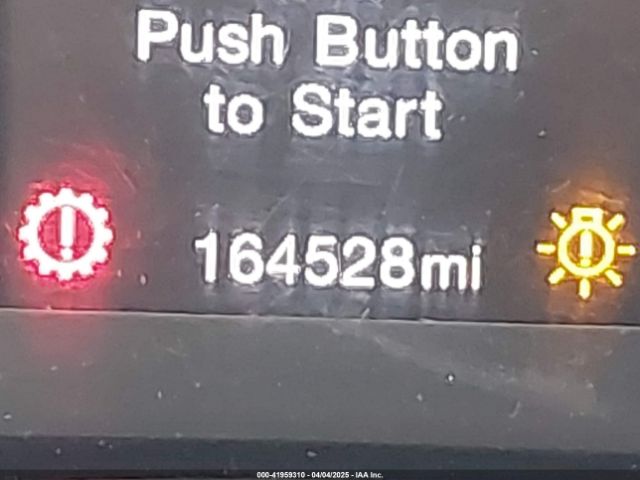 Push Button
to Start
164528mi
000-41959310 - 04/04/2025 - IAA Inc.